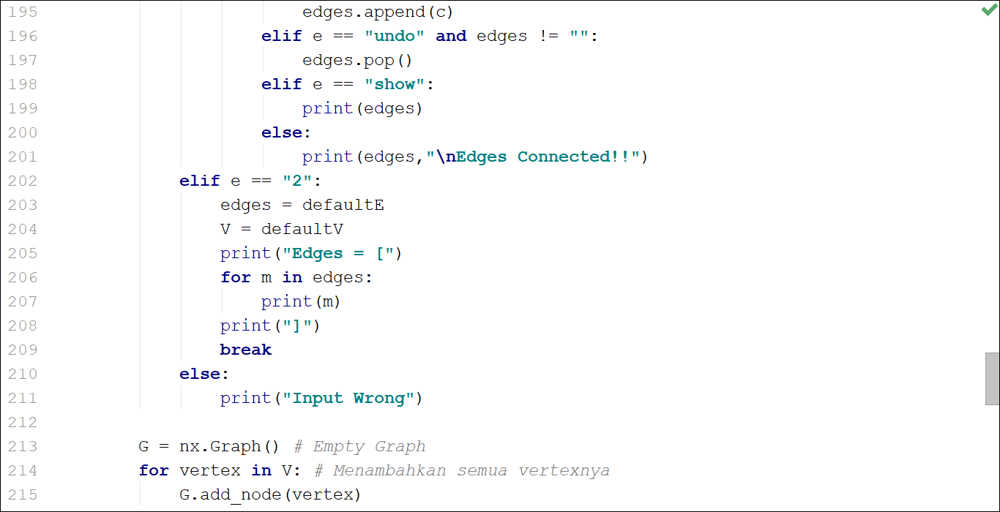 195 edges.append(c)
196 elif e == "undo" and edges != "":
197 edges.pop()
198 elif e == "show":
199 print(edges)
200 else:
201 print(edges,"\nEdges Connected!!")
202 elif e == "2":
203 edges = defaultE
204 V = defaultV
205 print("Edges = [")
206 for m in edges:
207 print(m)
208 print("]")
209 break
210 else:
211 print("Input Wrong")
212
213 G = nx.Graph() # Empty Graph
214 for vertex in V: # Menambahkan semua vertexnya
215 G.add_node(vertex)